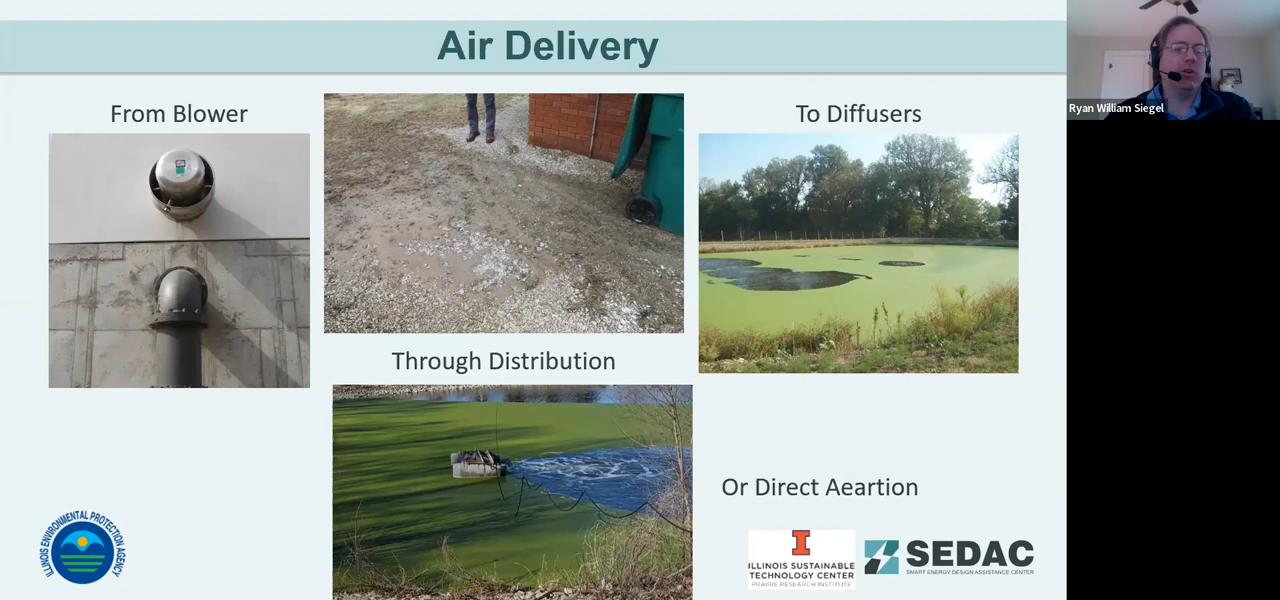 Air Delivery
From Blower
To Diffusers
Through Distribution
Or Direct Aeartion
ILLINOIS ENVIRONMENTAL PROTECTION AGENCY
ILLINOIS SUSTAINABLE
TECHNOLOGY CENTER
PRAIRIE RESEARCH INSTITUTE
SEDAC
SMART ENERGY DESIGN ASSISTANCE CENTER
Ryan William Siegel